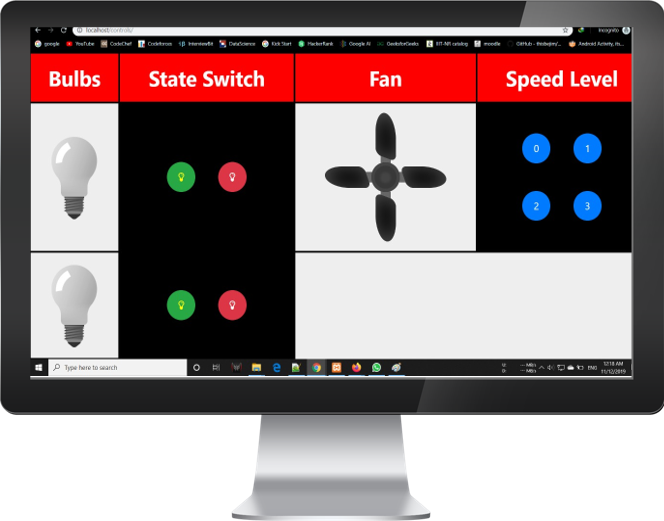 localhost/controls/
Incognito
google YouTube CodeChef Codeforces InterviewBit DataScience Kick Start HackerRank Google AI GeeksforGeeks IIIT-NR catalog moodle Android Activity, its...
Bulbs State Switch Fan Speed Level
0 1
2 3
Type here to search
ENG
12:18 AM
11/12/2019